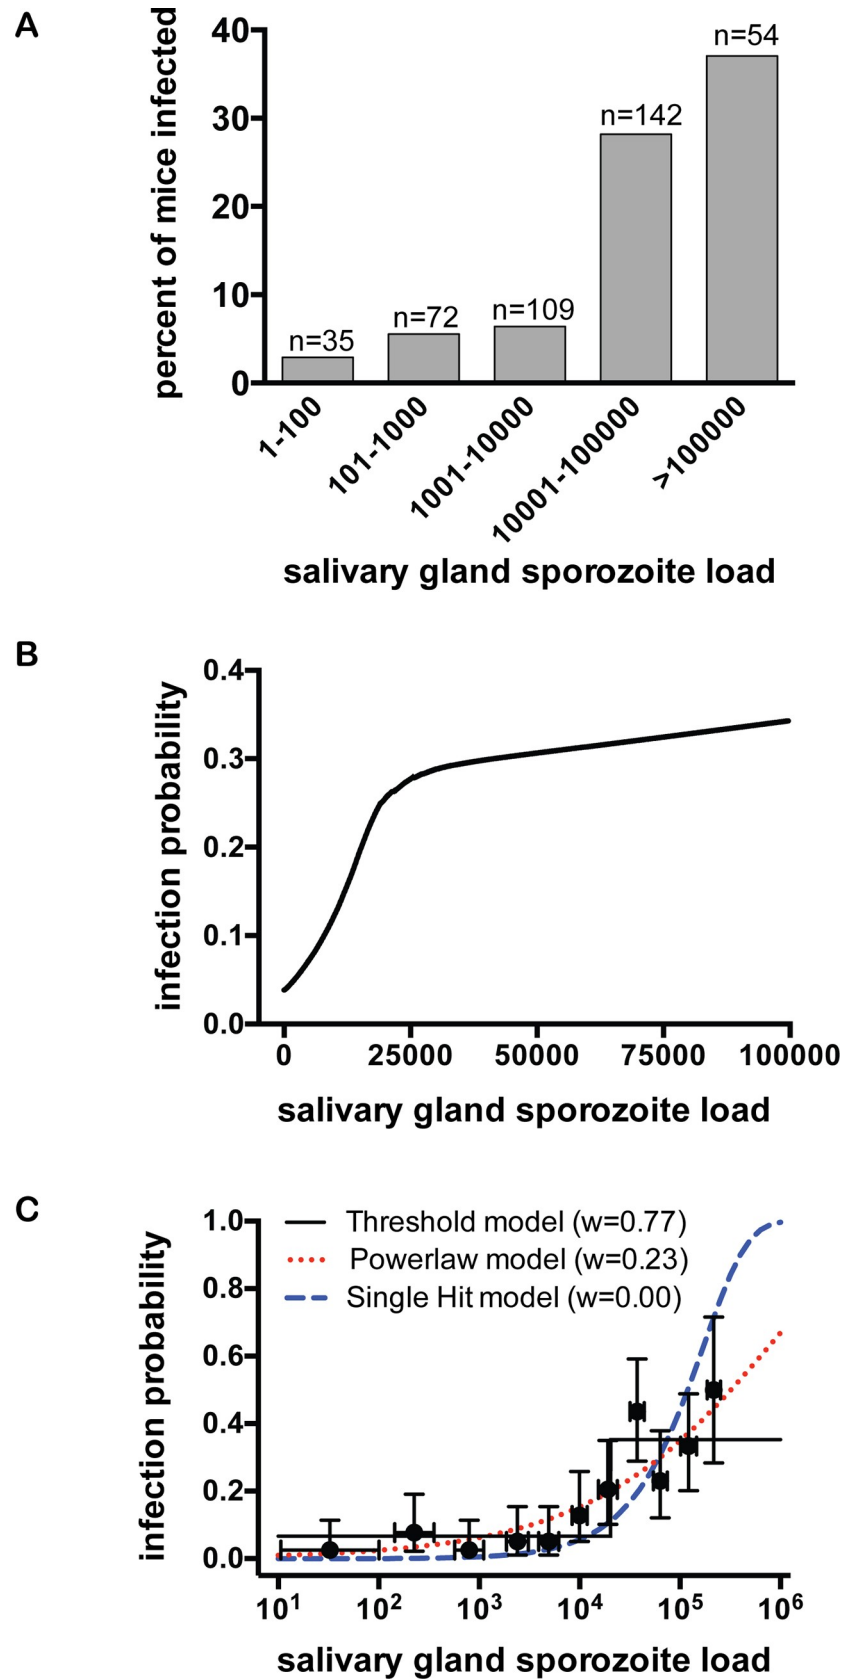 A
percent of mice infected
40
30
20
10
0
n=35
n=72
n=109
n=142
n=54
1-100
101-1000
1001-10000
10001-100000
>100000
salivary gland sporozoite load
B
infection probability
0.4
0.3
0.2
0.1
0.0
0
25000
50000
75000
100000
salivary gland sporozoite load
C
infection probability
1.0
0.8
0.6
0.4
0.2
0.0
Threshold model (w=0.77)
Powerlaw model (w=0.23)
Single Hit model (w=0.00)
10¹
10²
10³
10⁴
10⁵
10⁶
salivary gland sporozoite load